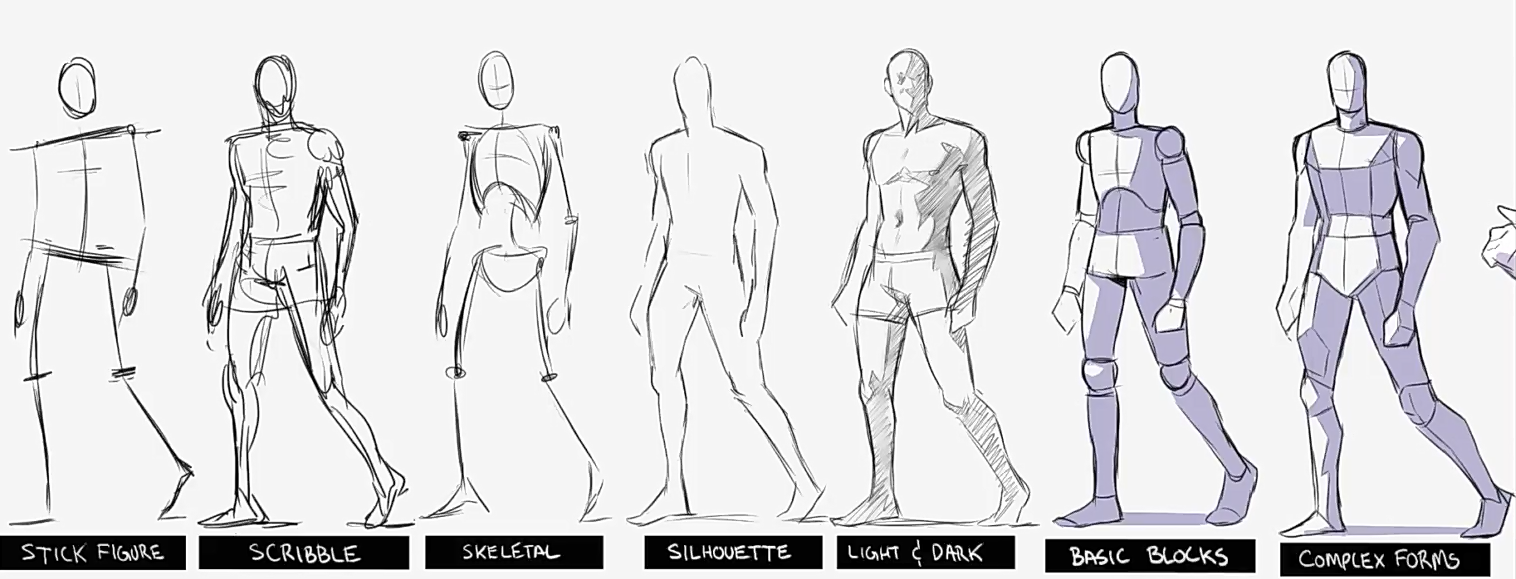 STICK FIGURE
SCRIBBLE
SKELETAL
SILHOUETTE
LIGHT & DARK
BASIC BLOCKS
COMPLEX FORMS